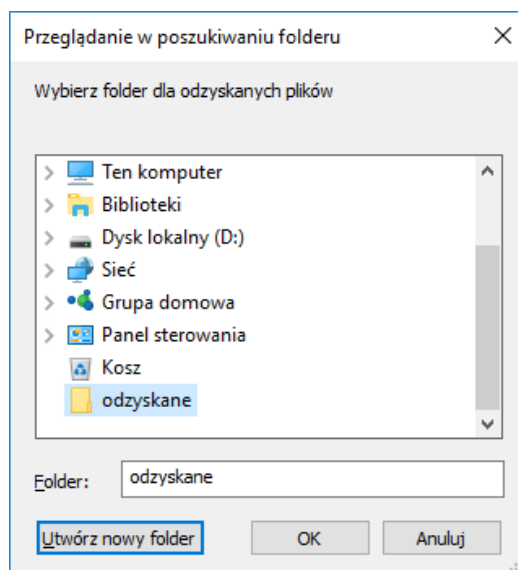 Przeglądanie w poszukiwaniu folderu
Wybierz folder dla odzyskanych plików
Ten komputer
Biblioteki
Dysk lokalny (D:)
Sieć
Grupa domowa
Panel sterowania
Kosz
odzyskane
Folder: odzyskane
Utwórz nowy folder OK Anuluj